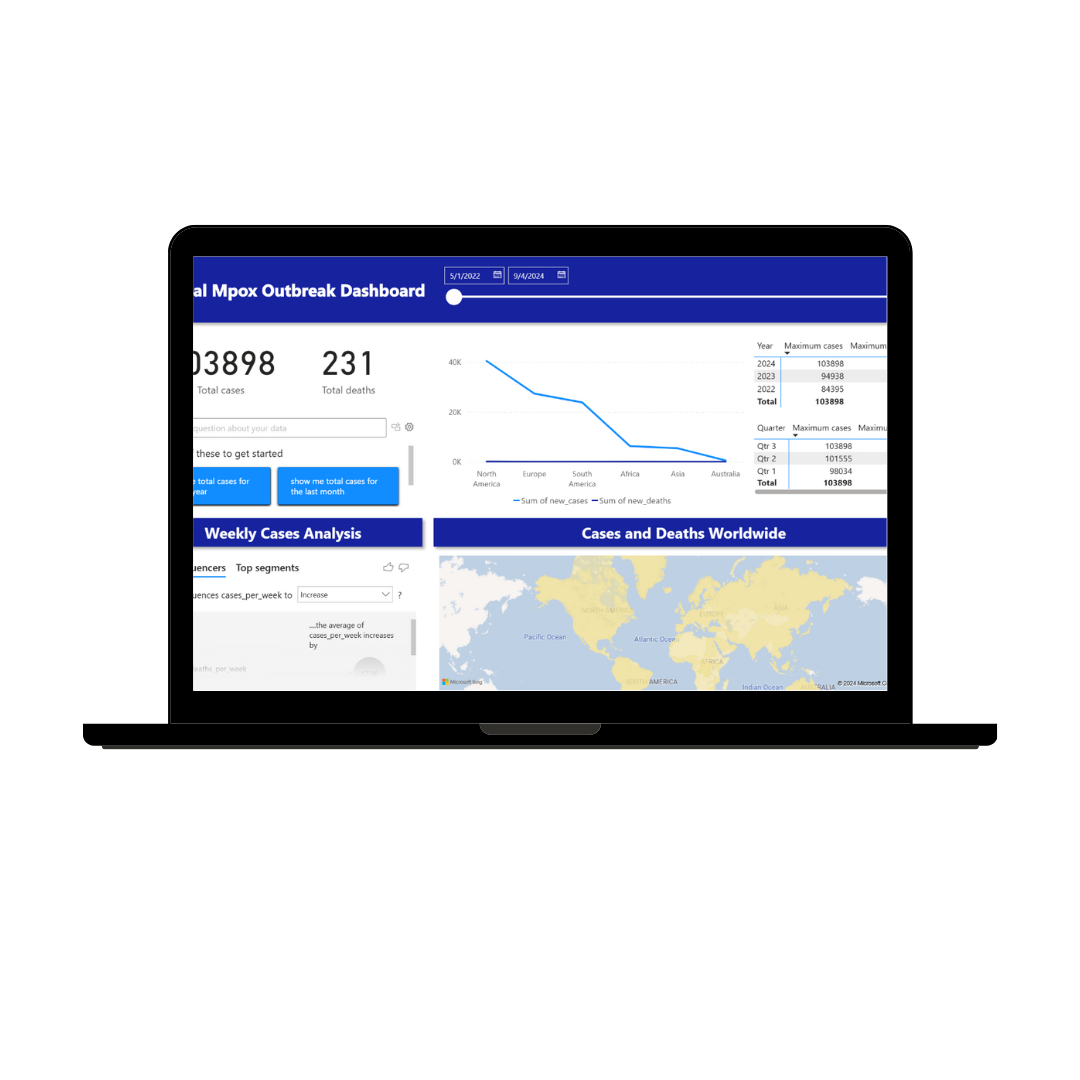 al Mpox Outbreak Dashboard
5/1/2022
9/4/2024
03898
Total cases
231
Total deaths
question about your data
these to get started
total cases for
year
show me total cases for
the last month
40K
20K
0K
North
America
Europe
South
America
Africa
Asia
Australia
Sum of new_cases
Sum of new_deaths
Year Maximum cases Maximum
2024 103898
2023 94938
2022 84395
Total 103898
Quarter Maximum cases Maximu
Qtr 3 103898
Qtr 2 101555
Qtr 1 98034
Total 103898
Weekly Cases Analysis
uencers Top segments
uences cases_per_week to Increase ?
....the average of
cases_per_week increases
by
eaths_per_week
Cases and Deaths Worldwide
NORTH AMERICA
EUROPE
ASIA
Pacific Ocean
Atlantic Ocean
AFRICA
SOUTH AMERICA
Indian Ocean
AUSTRALIA
Microsoft Bing
© 2024 Microsoft C